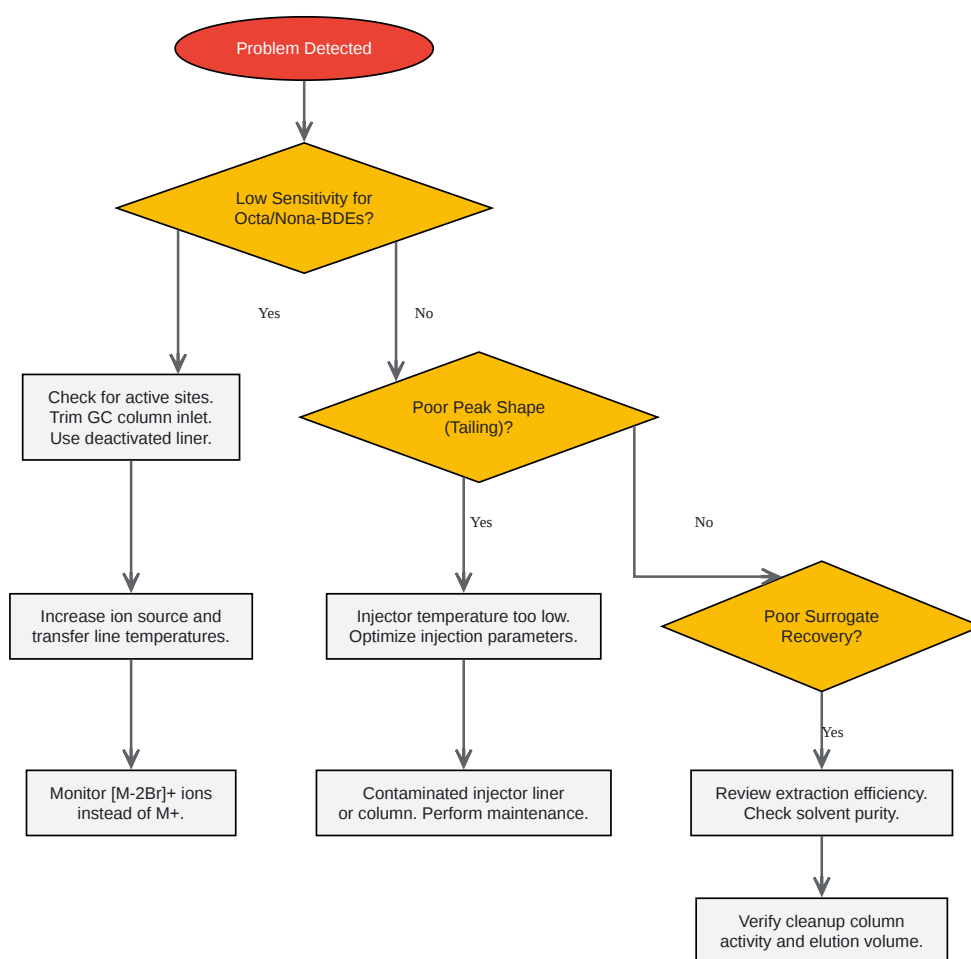 Problem Detected
Low Sensitivity for
Octa/Nona-BDEs?
Yes
No
Check for active sites.
Trim GC column inlet.
Use deactivated liner.
Poor Peak Shape
(Tailing)?
Yes
No
Increase ion source and
transfer line temperatures.
Injector temperature too low.
Optimize injection parameters.
Poor Surrogate
Recovery?
Yes
Monitor [M-2Br]+ ions
instead of M+.
Contaminated injector liner
or column. Perform maintenance.
Review extraction efficiency.
Check solvent purity.
Verify cleanup column
activity and elution volume.